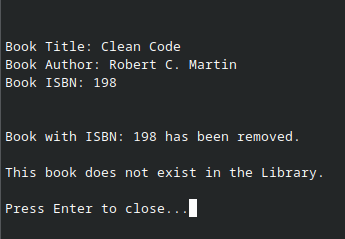 Book Title: Clean Code
Book Author: Robert C. Martin
Book ISBN: 198
Book with ISBN: 198 has been removed.
This book does not exist in the Library.
Press Enter to close...